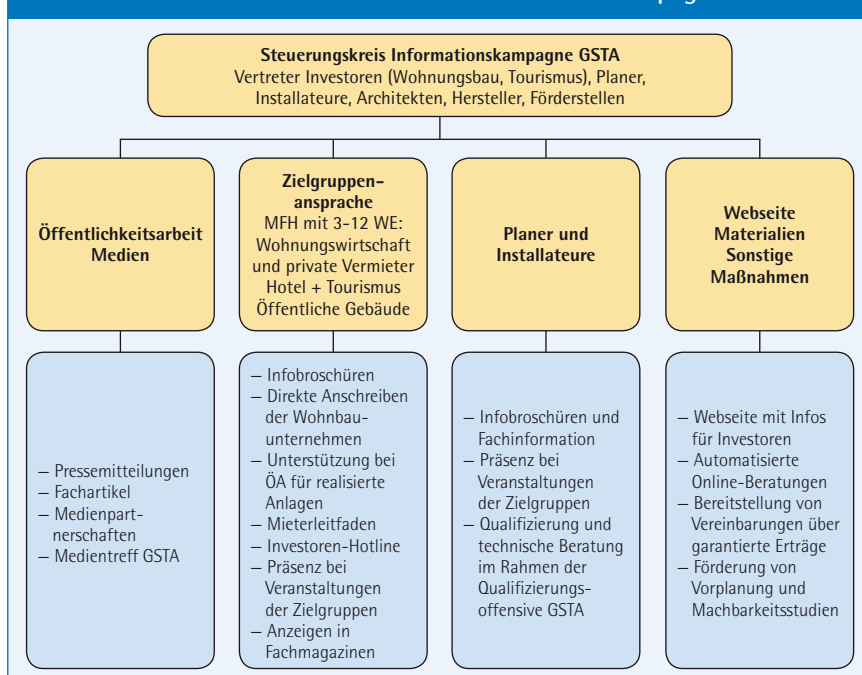 Steuerungskreis Informationskampagne GSTA
Vertreter Investoren (Wohnungsbau, Tourismus), Planer,
Installateure, Architekten, Hersteller, Förderstellen
Öffentlichkeitsarbeit
Medien
Zielgruppen-
ansprache
MFH mit 3-12 WE:
Wohnungswirtschaft
und private Vermieter
Hotel + Tourismus
Öffentliche Gebäude
Planer und
Installateure
Webseite
Materialien
Sonstige
Maßnahmen
– Pressemitteilungen
– Fachartikel
– Medienpart-
nerschaften
– Medientreff GSTA
– Infobroschüren
– Direkte Anschreiben
der Wohnbau-
unternehmen
– Unterstützung bei
ÖA für realisierte
Anlagen
– Mieterleitfaden
– Investoren-Hotline
– Präsenz bei
Veranstaltungen
der Zielgruppen
– Anzeigen in
Fachmagazinen
– Infobroschüren und
Fachinformation
– Präsenz bei
Veranstaltungen
der Zielgruppen
– Qualifizierung und
technische Beratung
im Rahmen der
Qualifizierungs-
offensive GSTA
– Webseite mit Infos
für Investoren
– Automatisierte
Online-Beratungen
– Bereitstellung von
Vereinbarungen über
garantierte Erträge
– Förderung von
Vorplanung und
Machbarkeitsstudien